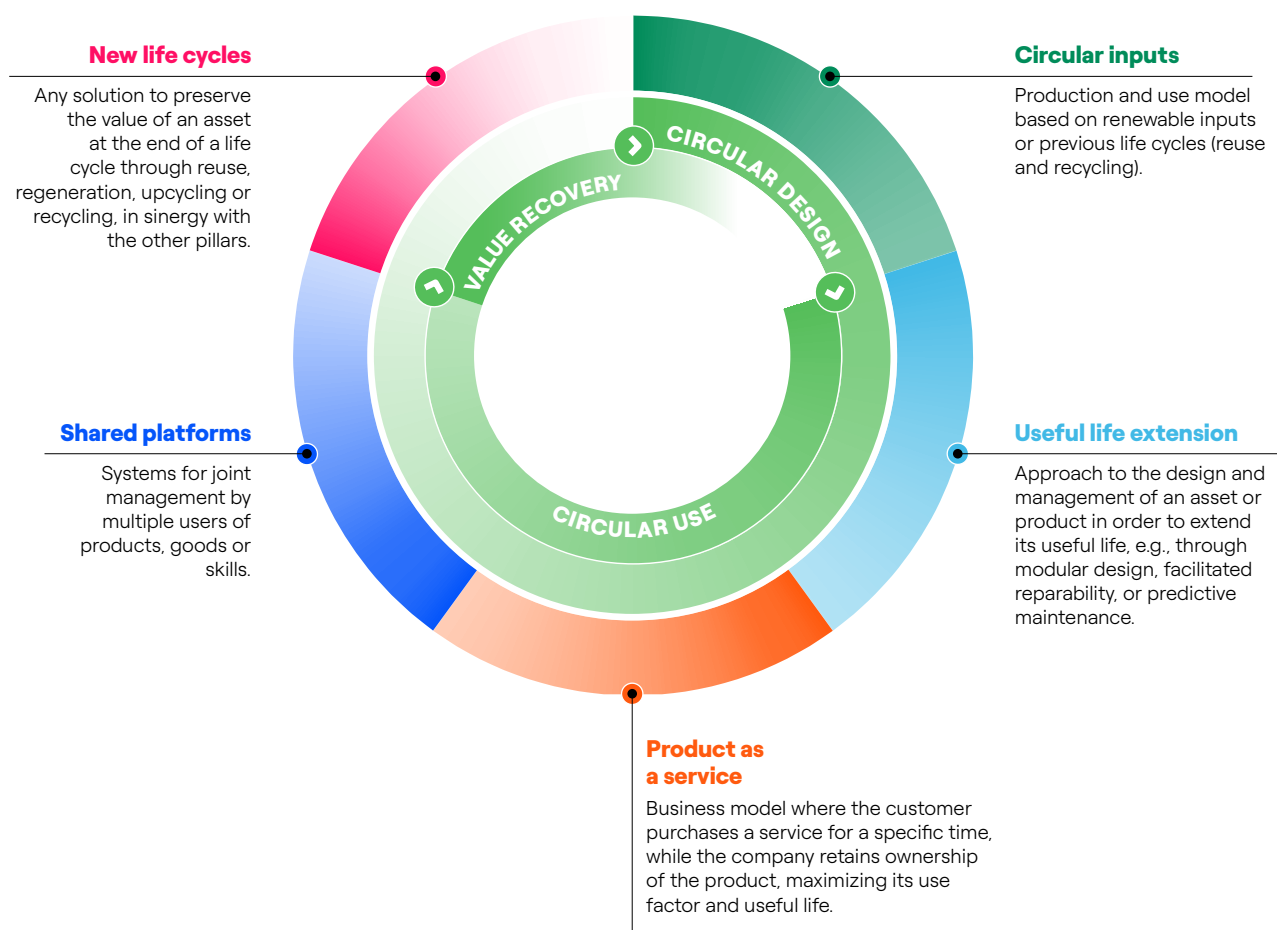 New life cycles
Any solution to preserve
the value of an asset
at the end of a life
cycle through reuse,
regeneration, upcycling or
recycling, in sinergy with
the other pillars.
Circular inputs
Production and use model
based on renewable inputs
or previous life cycles (reuse
and recycling).
VALUE RECOVERY
CIRCULAR DESIGN
CIRCULAR USE
Shared platforms
Systems for joint
management by
multiple users of
products, goods or
skills.
Useful life extension
Approach to the design and
management of an asset or
product in order to extend
its useful life, e.g., through
modular design, facilitated
reparability, or predictive
maintenance.
Product as
a service
Business model where the customer
purchases a service for a specific time,
while the company retains ownership
of the product, maximizing its use
factor and useful life.